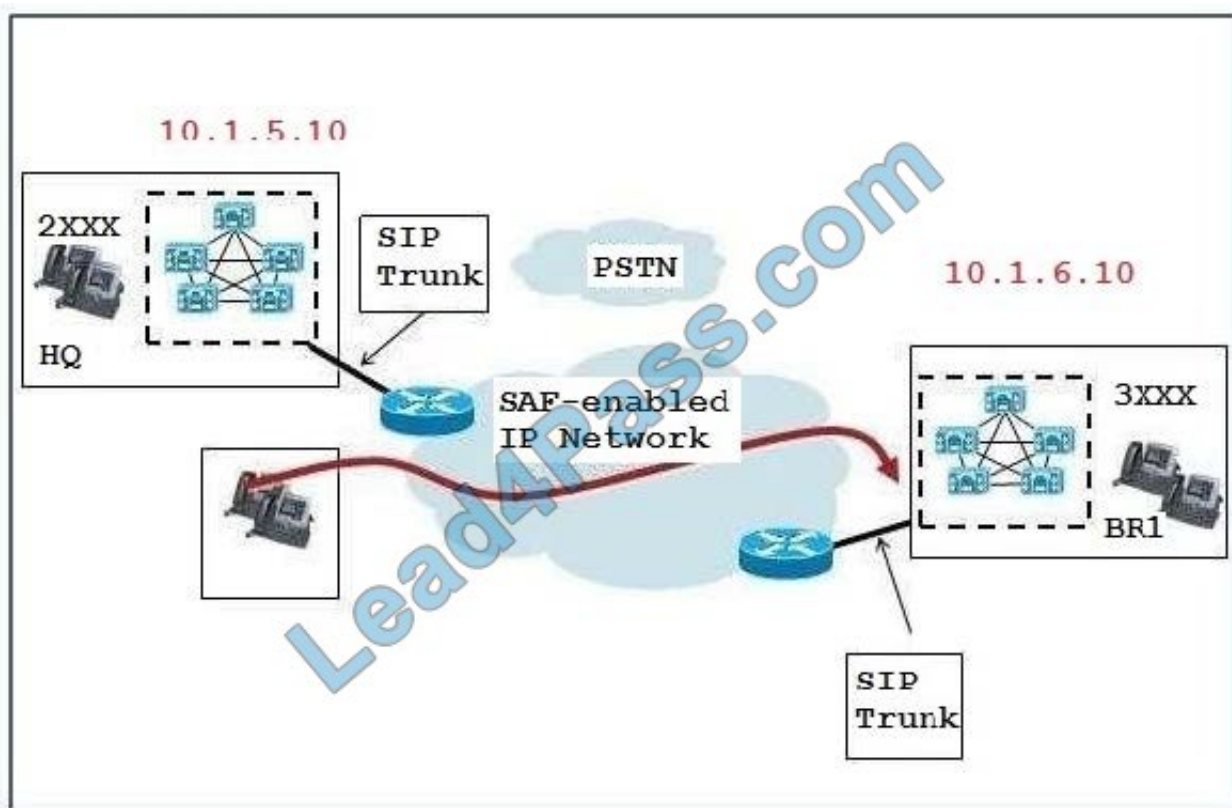 10.1.5.10
2XXX
SIP
Trunk
PSTN
10.1.6.10
HQ
SAF-enabled
IP Network
3XXX
BR1
SIP
Trunk
Lead4Pass.com